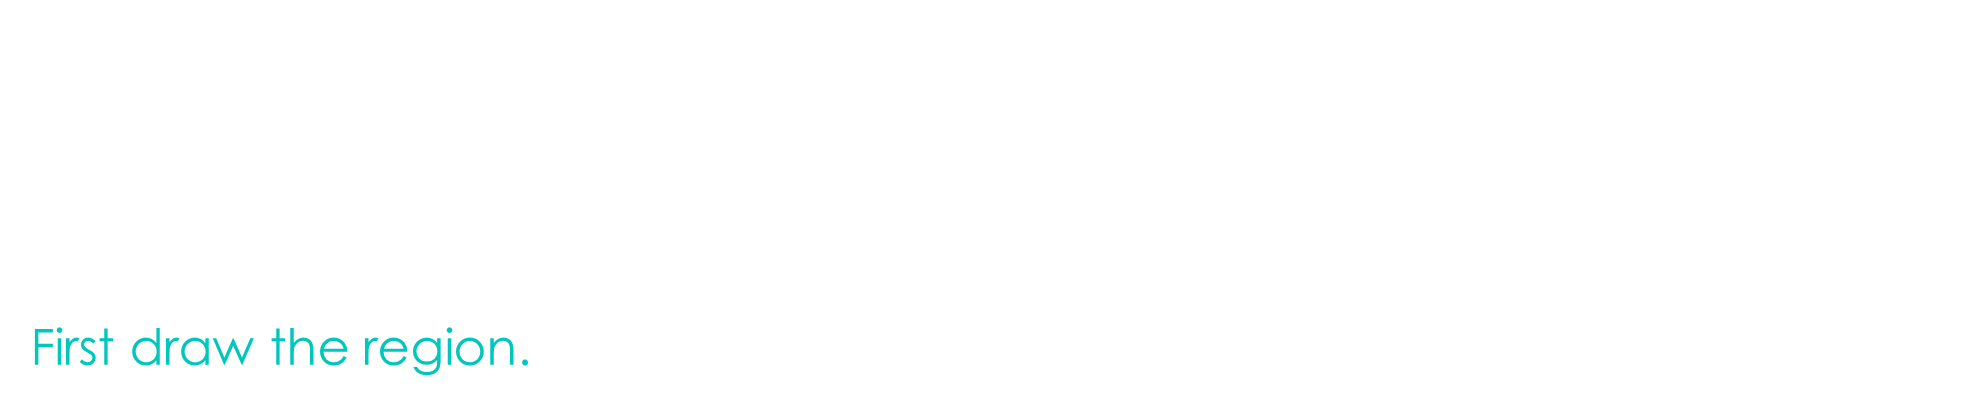 First draw the region.